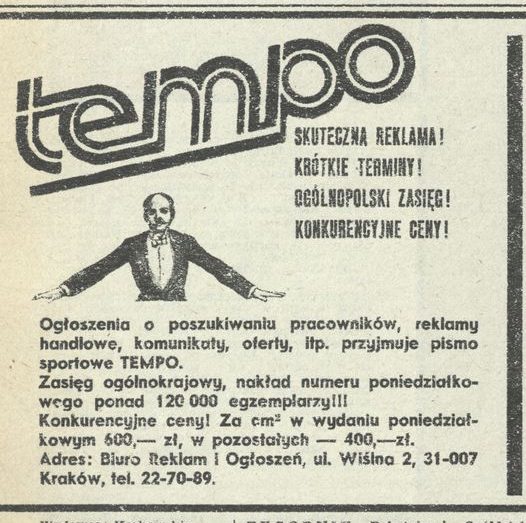 tempo
SKUTECZNA REKLAMA!
KRÓTKIE TERMINY!
OGÓLNOPOLSKI ZASIĘG!
KONKURENCYJNE CENY!
Ogłoszenia o poszukiwaniu pracowników, reklamy
handlowe, komunikaty, oferty, itp. przyjmuje pismo
sportowe TEMPO.
Zasięg ogólnokrajowy, nakład numeru poniedziałko-
wego ponad 120 000 egzemplarzy!!!
Konkurencyjne ceny! Za cm² w wydaniu poniedział-
kowym 600,— zł, w pozostałych — 400,—zł.
Adres: Biuro Reklam i Ogłoszeń, ul. Wiślna 2, 31-007
Kraków, tel. 22-70-89.